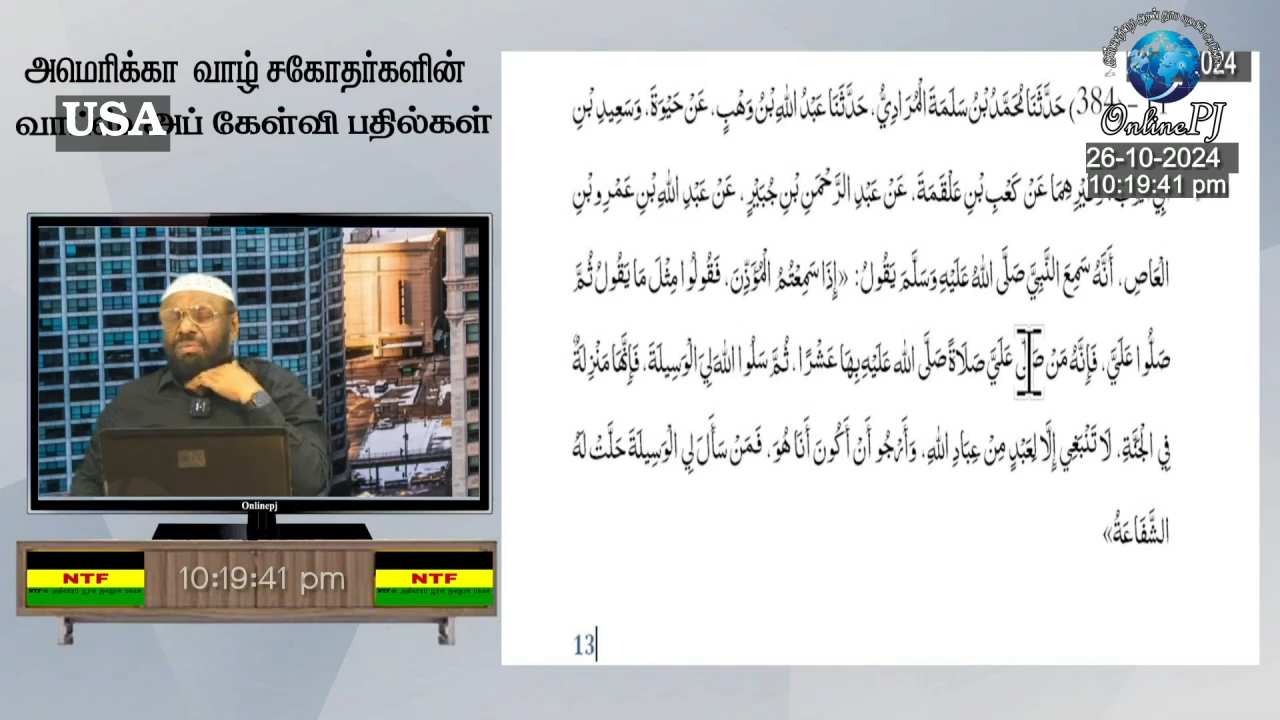 அமெரிக்கா வாழ் சகோதர்களின்
USA
கேள்வி பதில்கள்
OnlinePJ
26-10-2024
10:19:41 pm
384) حَدَّثَنَا مُحَمَّدُ بْنُ سَلَمَةَ الْمُرَادِيُّ، حَدَّثَنَا عَبْدُ اللهِ بْنُ وَهْبٍ، عَنْ حَيْوَةَ، وَسَعِيدِ بْنِ
عَنْ كَعْبِ بْنِ عَلْقَمَةَ، عَنْ عَبْدِ الرَّحْمَنِ بْنِ جُبَيْرٍ، عَنْ عَبْدِ اللهِ بْنِ عَمْرِو بْنِ
الْعَاصِ، أَنَّهُ سَمِعَ النَّبِيَّ صَلَّى اللهُ عَلَيْهِ وَسَلَّمَ يَقُولُ: «إِذَا سَمِعْتُمُ الْمُؤَذِّنَ، فَقُولُوا مِثْلَ مَا يَقُولُ ثُمَّ
صَلُّوا عَلَيَّ، فَإِنَّهُ مَنْ عَلَيَّ صَلَاةً صَلَّى الله عَلَيْهِ بِهَا عَشْرًا، ثُمَّ سَلُوا اللهَ لِيَ الْوَسِيلَةَ، فَإِنَّهَا مَنْزِلَةٌ
فِي الْجَنَّةِ، لَا تَنْبَغِي إِلَّا لِعَبْدٍ مِنْ عِبَادِ اللهِ، وَأَرْجُو أَنْ أَكُونَ أَنَا هُوَ، فَمَنْ سَأَلَ لِي الْوَسِيلَةَ حَلَّتْ لَهُ
الشَّفَاعَةُ»
13
Onlinepj
NTF
10:19:41 pm
NTF